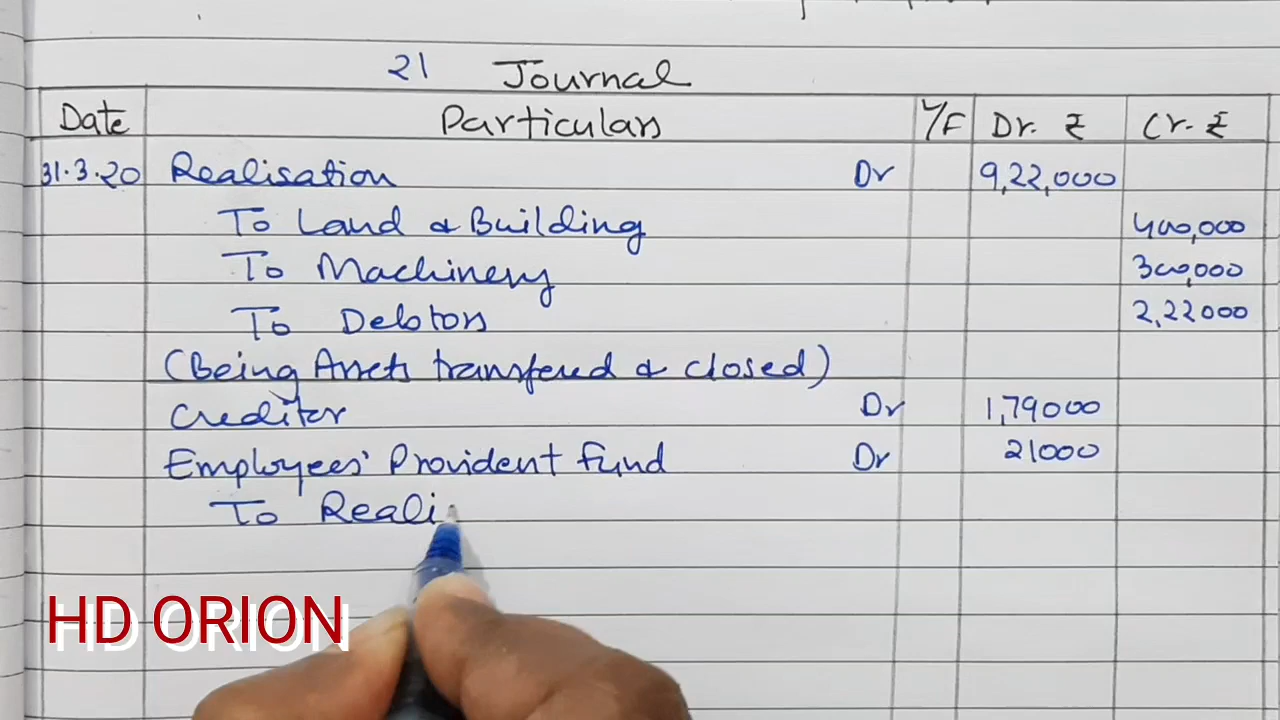 21 Journal
Date Particulars Y/F Dr. ₹ Cr. ₹
31.3.20 Realisation Dr 9,22,000
To Land & Building 400,000
To Machinery 300,000
To Debtors 2,22000
(Being Assets transfered & closed)
Creditor Dr 1,79000
Employees' Provident fund Dr 21000
To Reali
HD ORION